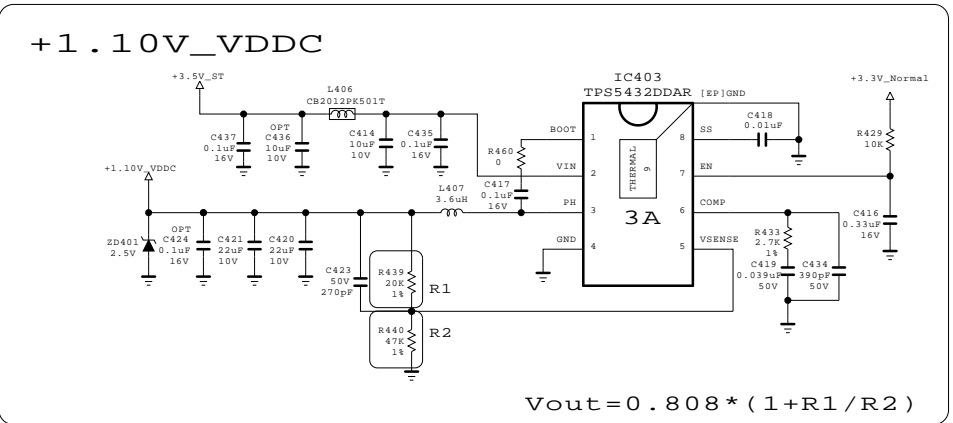 +1.10V_VDDC
+3.5V_ST
L406
CB2012PK501T
C437
0.1uF
16V
OPT
C436
10uF
10V
C414
10uF
10V
C435
0.1uF
16V
IC403
TPS5432DDAR
[EP]GND
BOOT
1
VIN
2
PH
3
GND
4
THERMAL
9
3A
8
SS
7
EN
6
COMP
5
VSENSE
C418
0.01uF
+3.3V_Normal
R429
10K
C416
0.33uF
16V
R460
0
C417
0.1uF
16V
L407
3.6uH
+1.10V_VDDC
ZD401
2.5V
OPT
C424
0.1uF
16V
C421
22uF
10V
C420
22uF
10V
C423
50V
270pF
R439
20K
1%
R1
R440
47K
1%
R2
R433
2.7K
1%
C419
0.039uF
50V
C434
390pF
50V
Vout=0.808*(1+R1/R2)